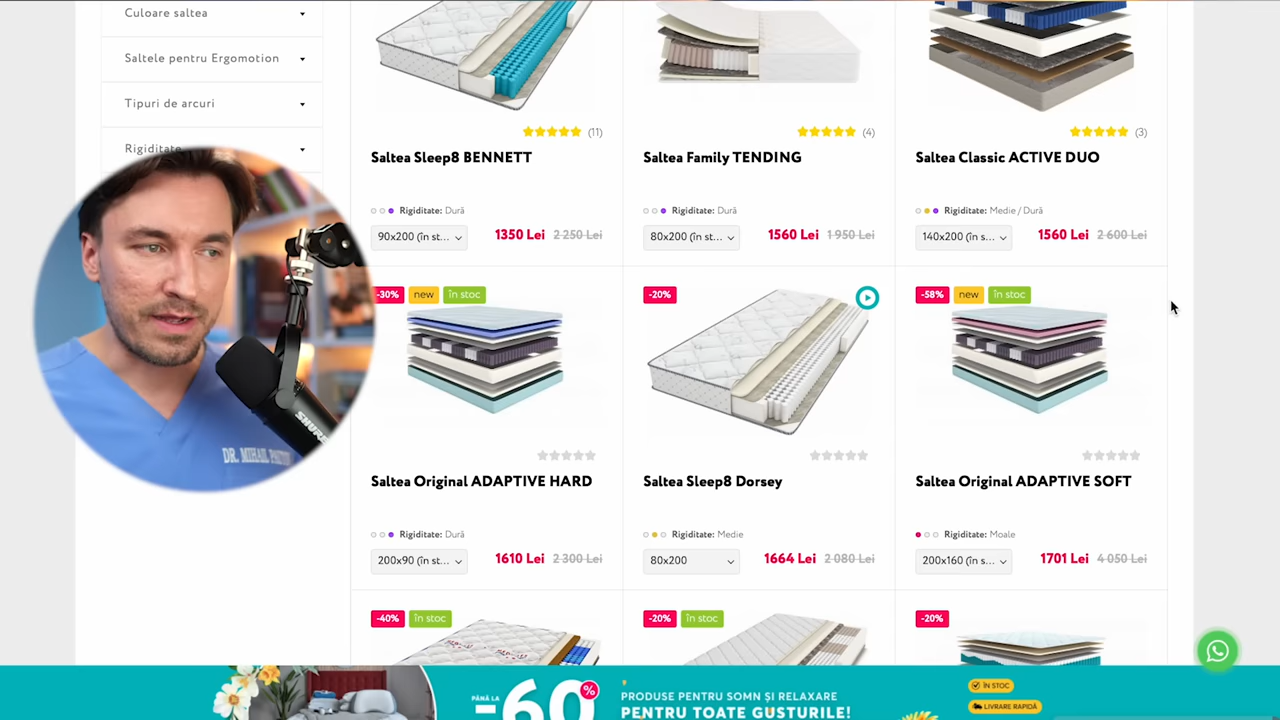 Culoare saltea
Saltele pentru Ergomotion
Tipuri de arcuri
Rigiditate
(11)
Saltea Sleep8 BENNETT
Rigiditate: Dură
90x200 (în st...
1350 Lei 2 250 Lei
(4)
Saltea Family TENDING
Rigiditate: Dură
80x200 (în st...
1560 Lei 1 950 Lei
(3)
Saltea Classic ACTIVE DUO
Rigiditate: Medie / Dură
140x200 (în s...
1560 Lei 2 600 Lei
-30% new în stoc
Saltea Original ADAPTIVE HARD
Rigiditate: Dură
200x90 (în st...
1610 Lei 2 300 Lei
-20%
Saltea Sleep8 Dorsey
Rigiditate: Medie
80x200
1664 Lei 2 080 Lei
-58% new în stoc
Saltea Original ADAPTIVE SOFT
Rigiditate: Moale
200x160 (în s...
1701 Lei 4 050 Lei
-40% în stoc
-20% în stoc
-20%
SHURE
DR. MIHAIL
PÂNĂ LA
-60%
PRODUSE PENTRU SOMN ȘI RELAXARE
PENTRU TOATE GUSTURILE!
ÎN STOC
LIVRARE RAPIDĂ